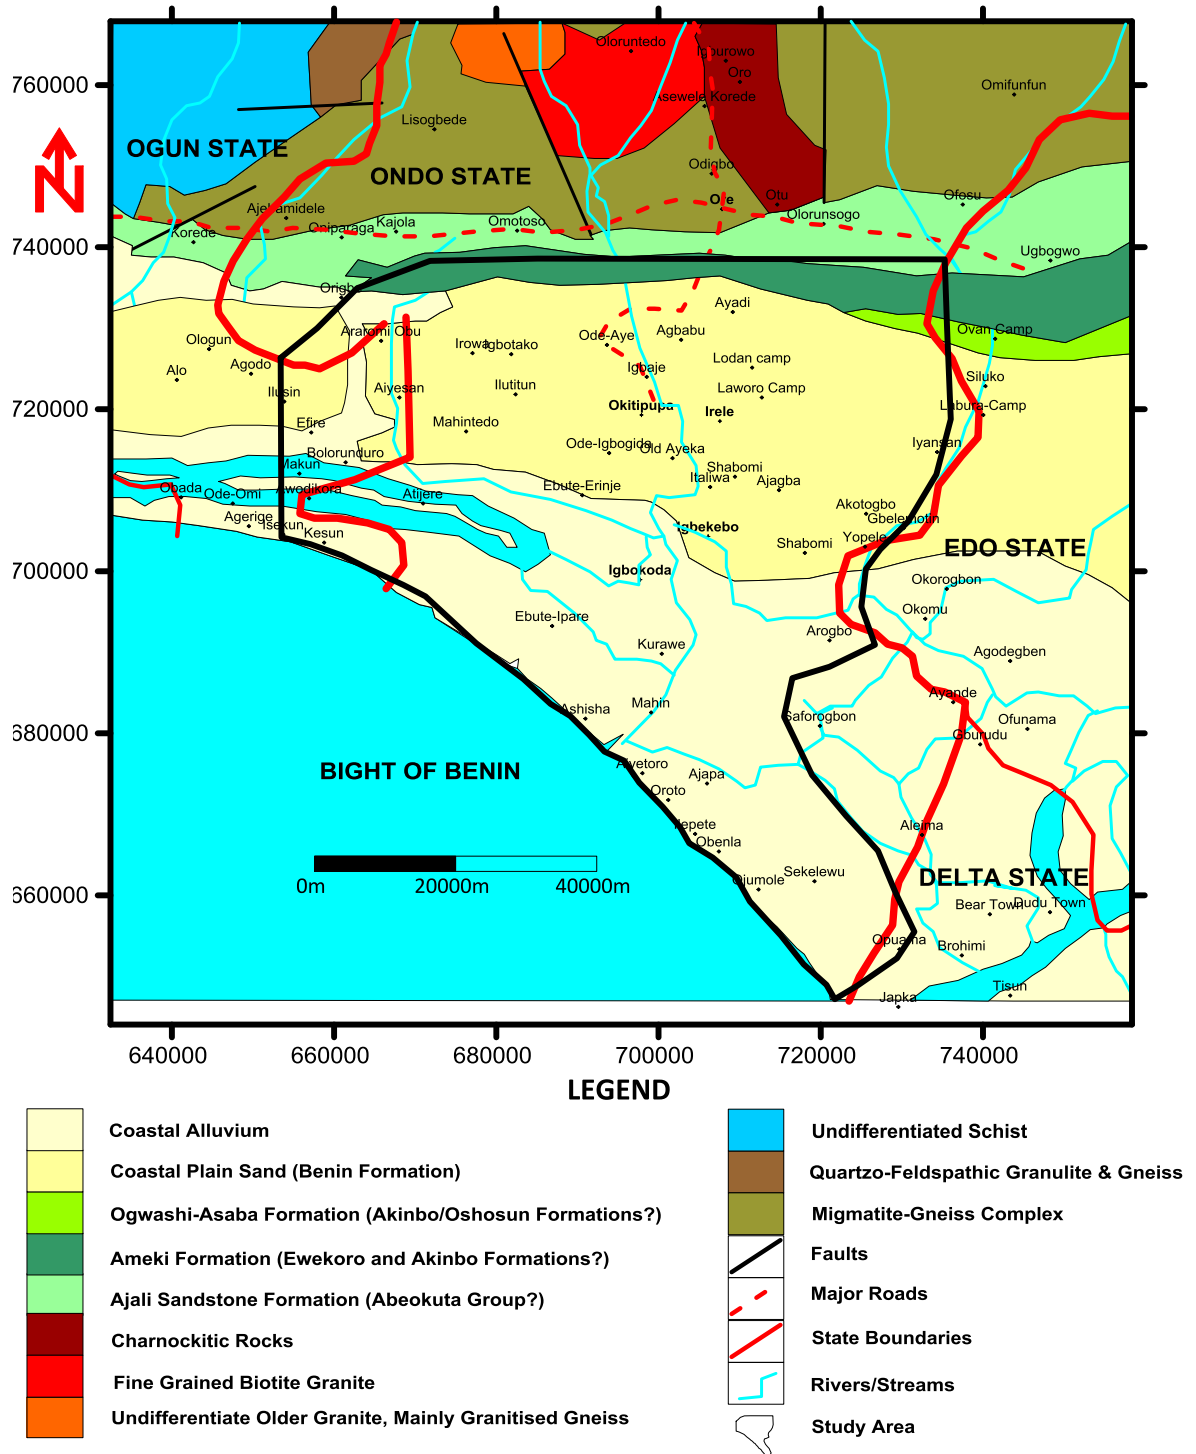 Oloruntedo
Oro
760000
Omifunfun
Asewele Korede
Lisogbede
OGUN STATE
ONDO STATE
N
Odigbo
Ore
Otu
Ofosu
Ajebamidele
Olorunsogo
Korede
Oniparaga
Kajola
Omotoso
740000
Ugbogwo
Origbo
Ayadi
Araromi Obu
Ode-Aye
Agbabu
Ovan Camp
Ologun
Irowa
Igbotako
Lodan camp
Alo
Agodo
Igbaje
Siluko
Ilusin
Aiyesan
Ilutitun
Laworo Camp
720000
Okitipupa
Irele
Labura-Camp
Efire
Mahintedo
Ode-Igbogida
Old Ayeka
Iyansan
Bolorunduro
Makun
Shabomi
Italiwa
Ajagba
Obada
Ode-Omi
Awodikora
Atijere
Ebute-Erinje
Akotogbo
Gbelemotin
Agerige
Isekun
Kesun
Igbekebo
Shabomi
Yopele
EDO STATE
700000
Igbokoda
Okorogbon
Okomu
Ebute-Ipare
Arogbo
Kurawe
Agodegben
Ayande
Mahin
Ashisha
Saforogbon
Ofunama
Gburudu
680000
BIGHT OF BENIN
Aiyetoro
Ajapa
Oroto
Ilepete
Aleima
Obenla
0m
20000m
40000m
Ojumole
Sekelewu
DELTA STATE
660000
Bear Town
Dudu Town
Opuama
Brohimi
Japka
Tisun
640000
660000
680000
700000
720000
740000
LEGEND
Coastal Alluvium
Coastal Plain Sand (Benin Formation)
Ogwashi-Asaba Formation (Akinbo/Oshosun Formations?)
Ameki Formation (Ewekoro and Akinbo Formations?)
Ajali Sandstone Formation (Abeokuta Group?)
Charnockitic Rocks
Fine Grained Biotite Granite
Undifferentiate Older Granite, Mainly Granitised Gneiss
Undifferentiated Schist
Quartzo-Feldspathic Granulite & Gneiss
Migmatite-Gneiss Complex
Faults
Major Roads
State Boundaries
Rivers/Streams
Study Area